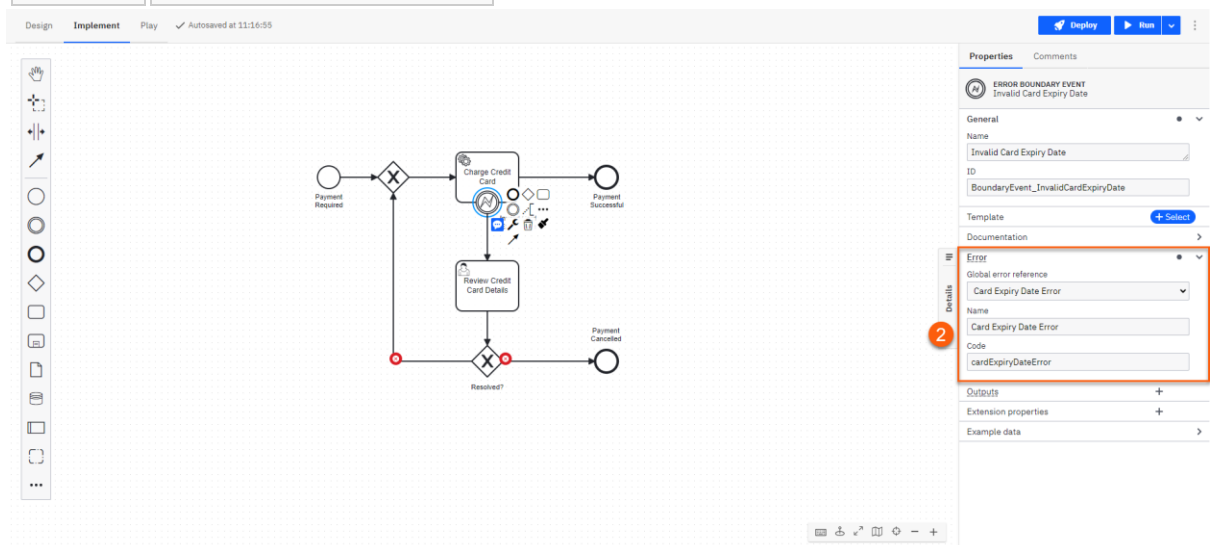 Design Implement Play Autosaved at 11:16:55 Deploy Run
Properties Comments
ERROR BOUNDARY EVENT
Invalid Card Expiry Date
General
Name
Invalid Card Expiry Date
ID
BoundaryEvent_InvalidCardExpiryDate
Template + Select
Documentation
Error
Global error reference
Card Expiry Date Error
Name
Card Expiry Date Error
Code
cardExpiryDateError
Outputs
Extension properties
Example data
Details
2
Payment
Required
Charge Credit
Card
Payment
Successful
Review Credit
Card Details
Payment
Cancelled
Resolved?